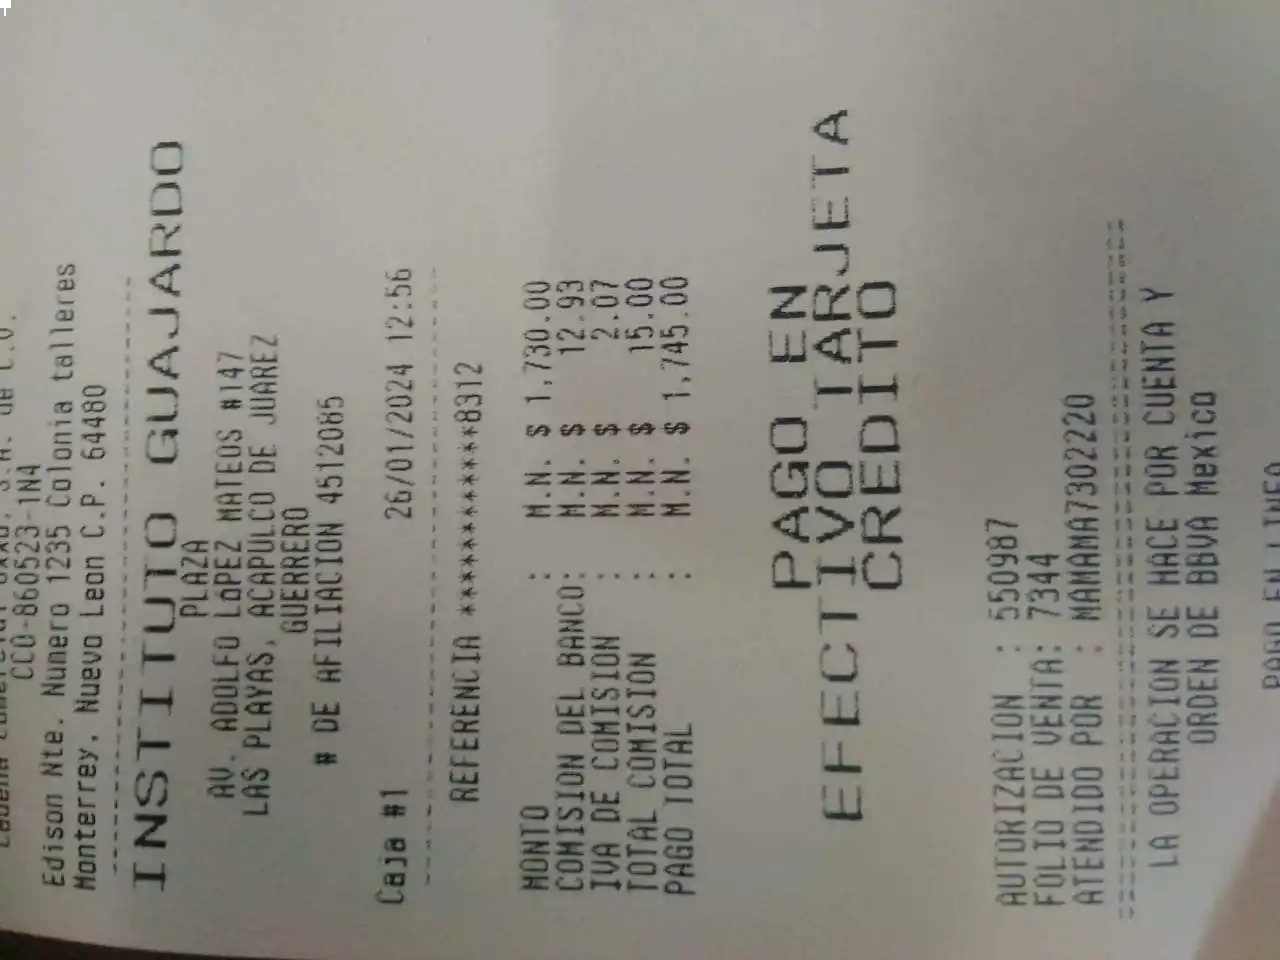 CCO-860523-1N4
Edison Nte. Numero 1235 Colonia talleres
Monterrey, Nuevo Leon C.P. 64480
INSTITUTO GUAJARDO
PLAZA
AV. ADOLFO LóPEZ MATEOS #147
LAS PLAYAS, ACAPULCO DE JUAREZ
GUERRERO
# DE AFILIACION 4512085
Caja #1 26/01/2024 12:56
REFERENCIA ************8312
MONTO : M.N. $ 1,730.00
COMISION DEL BANCO: M.N. $ 12.93
IVA DE COMISION : M.N. $ 2.07
TOTAL COMISION : M.N. $ 15.00
PAGO TOTAL : M.N. $ 1,745.00
PAGO EN
EFECTIVO TARJETA
CREDITO
AUTORIZACION : 550987
FOLIO DE VENTA: 7344
ATENDIDO POR : MAMAMA7302220
LA OPERACION SE HACE POR CUENTA Y
ORDEN DE BBVA Mexico
PAGO EN LINEA